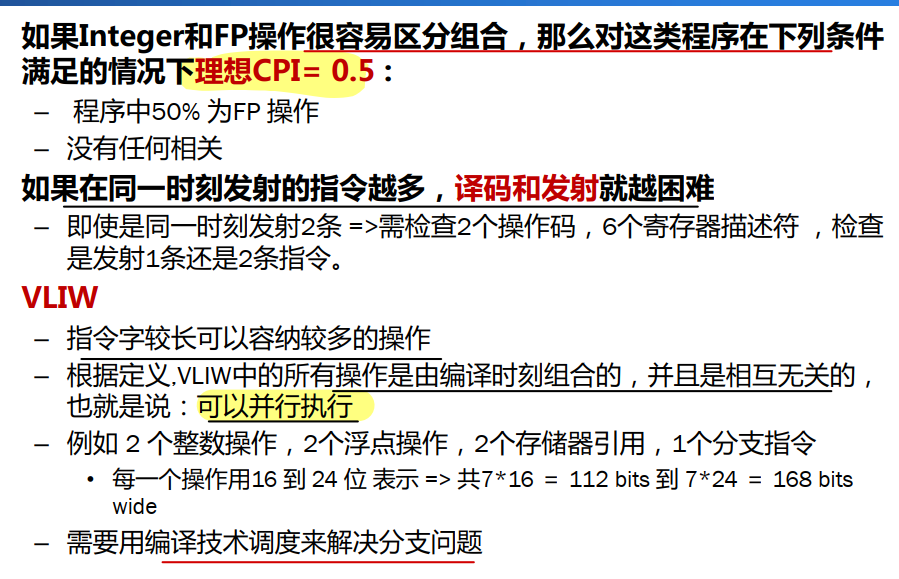 如果Integer和FP操作很容易区分组合，那么对这类程序在下列条件
满足的情况下理想CPI= 0.5：
– 程序中50% 为FP 操作
– 没有任何相关
如果在同一时刻发射的指令越多，译码和发射就越困难
– 即使是同一时刻发射2条 =>需检查2个操作码，6个寄存器描述符 ，检查
是发射1条还是2条指令。
VLIW
– 指令字较长可以容纳较多的操作
– 根据定义,VLIW中的所有操作是由编译时刻组合的，并且是相互无关的，
也就是说：可以并行执行
– 例如 2 个整数操作，2个浮点操作，2个存储器引用，1个分支指令
• 每一个操作用16 到 24 位 表示 => 共7*16 = 112 bits 到 7*24 = 168 bits
wide
– 需要用编译技术调度来解决分支问题